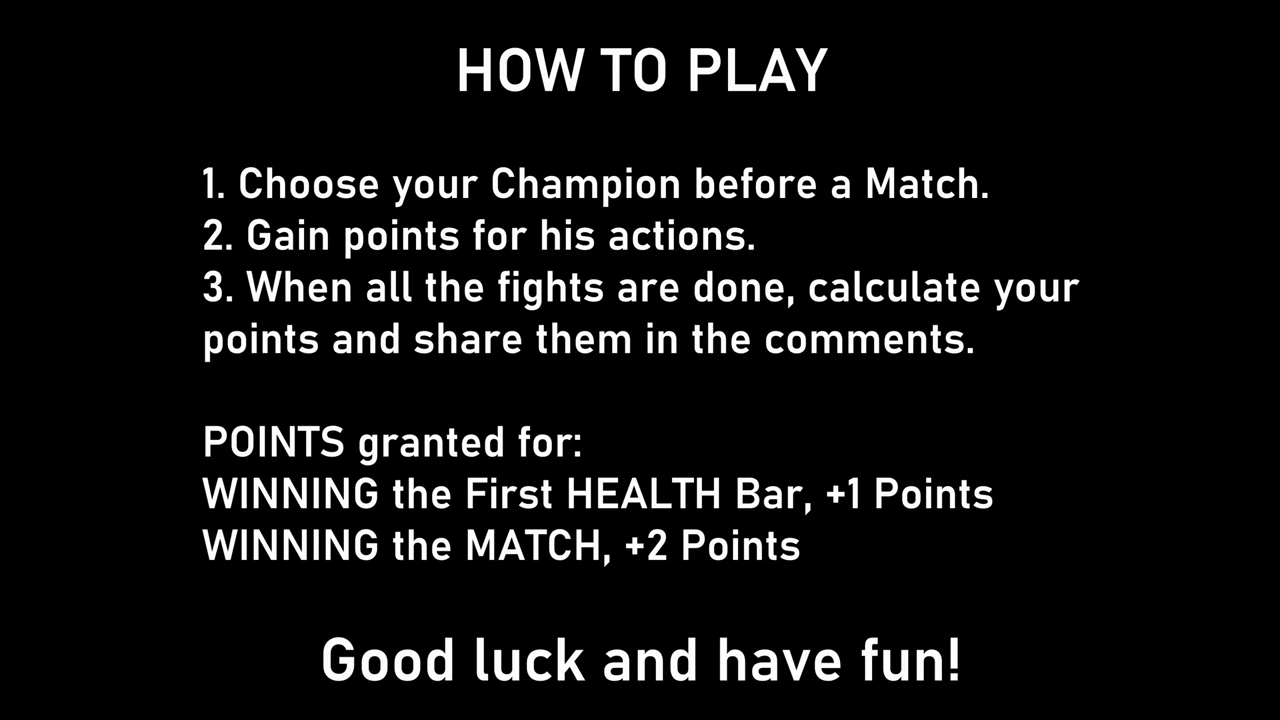 HOW TO PLAY
1. Choose your Champion before a Match.
2. Gain points for his actions.
3. When all the fights are done, calculate your
points and share them in the comments.
POINTS granted for:
WINNING the First HEALTH Bar, +1 Points
WINNING the MATCH, +2 Points
Good luck and have fun!